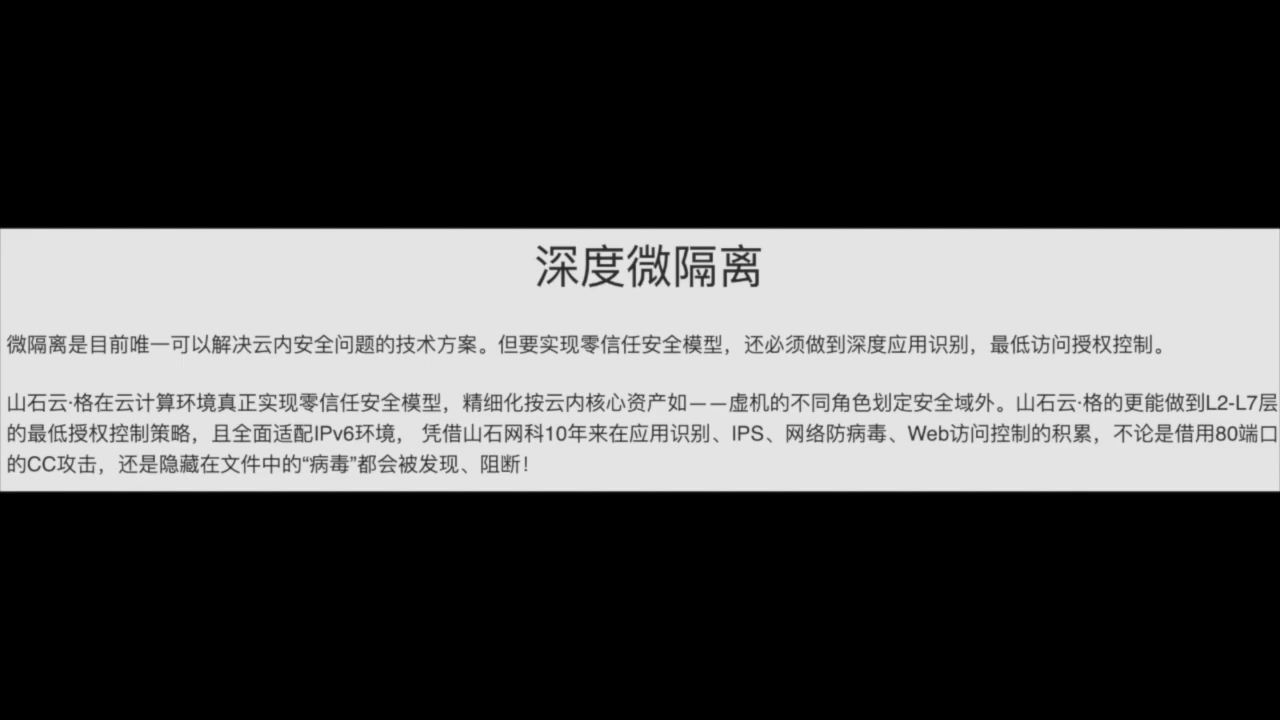 深度微隔离
微隔离是目前唯一可以解决云内安全问题的技术方案。但要实现零信任安全模型，还必须做到深度应用识别，最低访问授权控制。
山石云·格在云计算环境真正实现零信任安全模型，精细化按云内核心资产如——虚机的不同角色划定安全域外。山石云·格的更能做到L2-L7层
的最低授权控制策略，且全面适配IPv6环境， 凭借山石网科10年来在应用识别、IPS、网络防病毒、Web访问控制的积累，不论是借用80端口
的CC攻击，还是隐藏在文件中的“病毒”都会被发现、阻断！